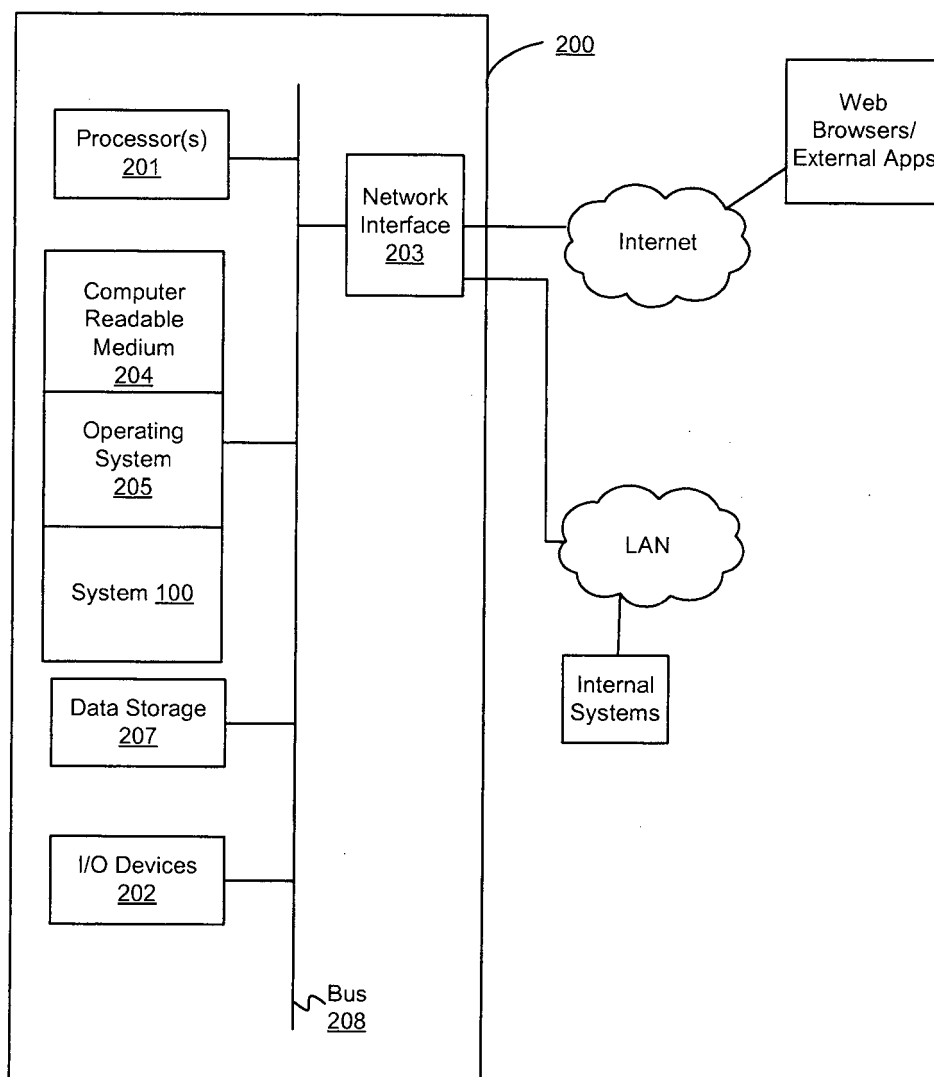 200
Web
Browsers/
External Apps
Processor(s)
201
Network
Interface
203
Internet
Computer
Readable
Medium
204
Operating
System
205
System 100
LAN
Internal
Systems
Data Storage
207
I/O Devices
202
Bus
208